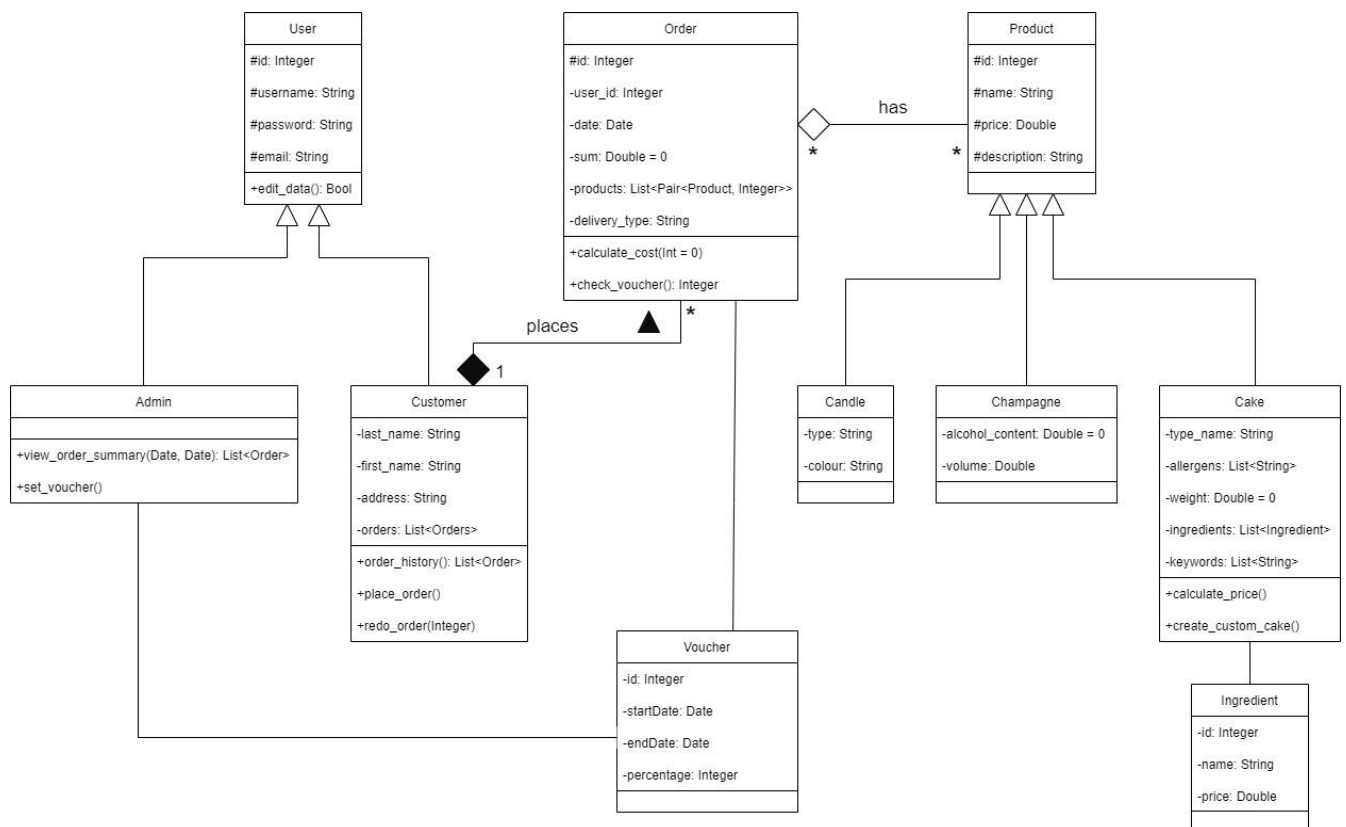 User
#id: Integer
#username: String
#password: String
#email: String
+edit_data(): Bool
Order
#id: Integer
-user_id: Integer
-date: Date
-sum: Double = 0
-products: List<Pair<Product, Integer>>
-delivery_type: String
+calculate_cost(Int = 0)
+check_voucher(): Integer
has
*
*
Product
#id: Integer
#name: String
#price: Double
#description: String
places
*
1
Admin
+view_order_summary(Date, Date): List<Order>
+set_voucher()
Customer
-last_name: String
-first_name: String
-address: String
-orders: List<Orders>
+order_history(): List<Order>
+place_order()
+redo_order(Integer)
Candle
-type: String
-colour: String
Champagne
-alcohol_content: Double = 0
-volume: Double
Cake
-type_name: String
-allergens: List<String>
-weight: Double = 0
-ingredients: List<Ingredient>
-keywords: List<String>
+calculate_price()
+create_custom_cake()
Voucher
-id: Integer
-startDate: Date
-endDate: Date
-percentage: Integer
Ingredient
-id: Integer
-name: String
-price: Double